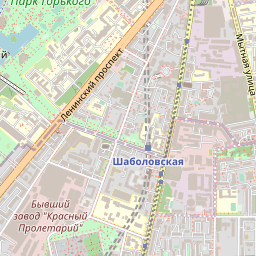 Парк Горького
Ленинский проспект
Мытная улица
Шаболовская
Бывший
завод "Красный
Пролетарий"